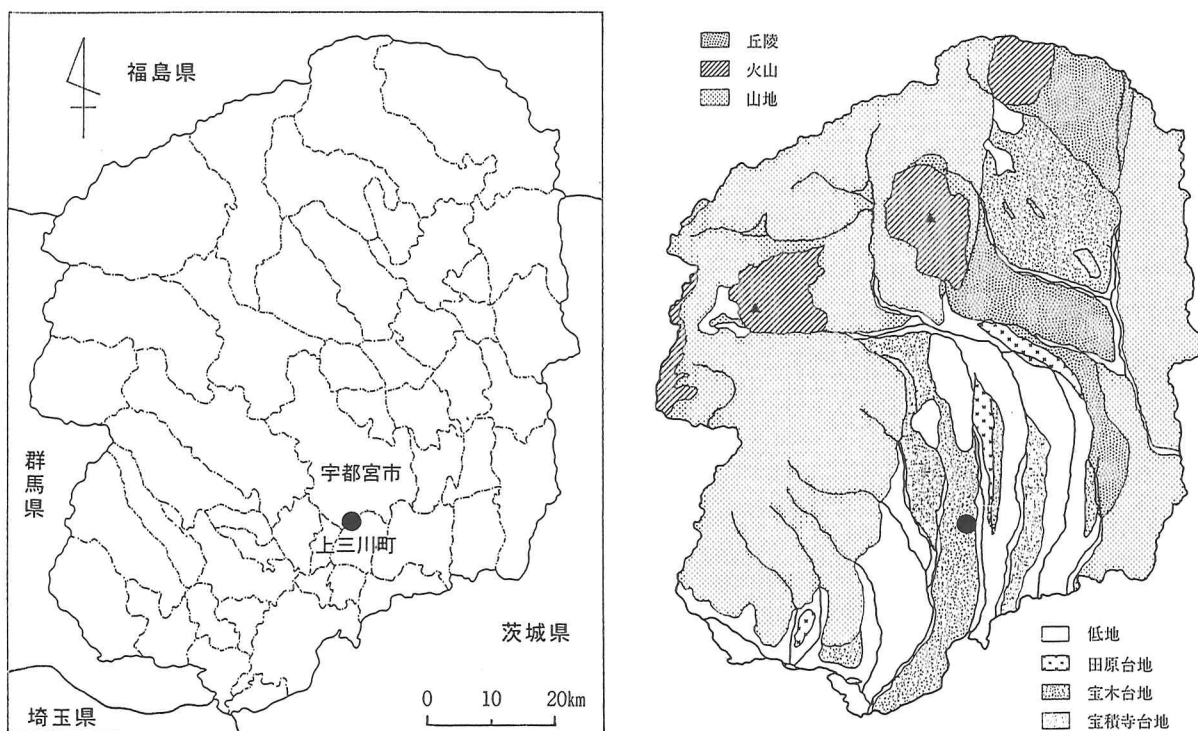 福島県
群馬県
宇都宮市
上三川町
茨城県
埼玉県
0 10 20km
丘陵
火山
山地
低地
田原台地
宝木台地
宝積寺台地